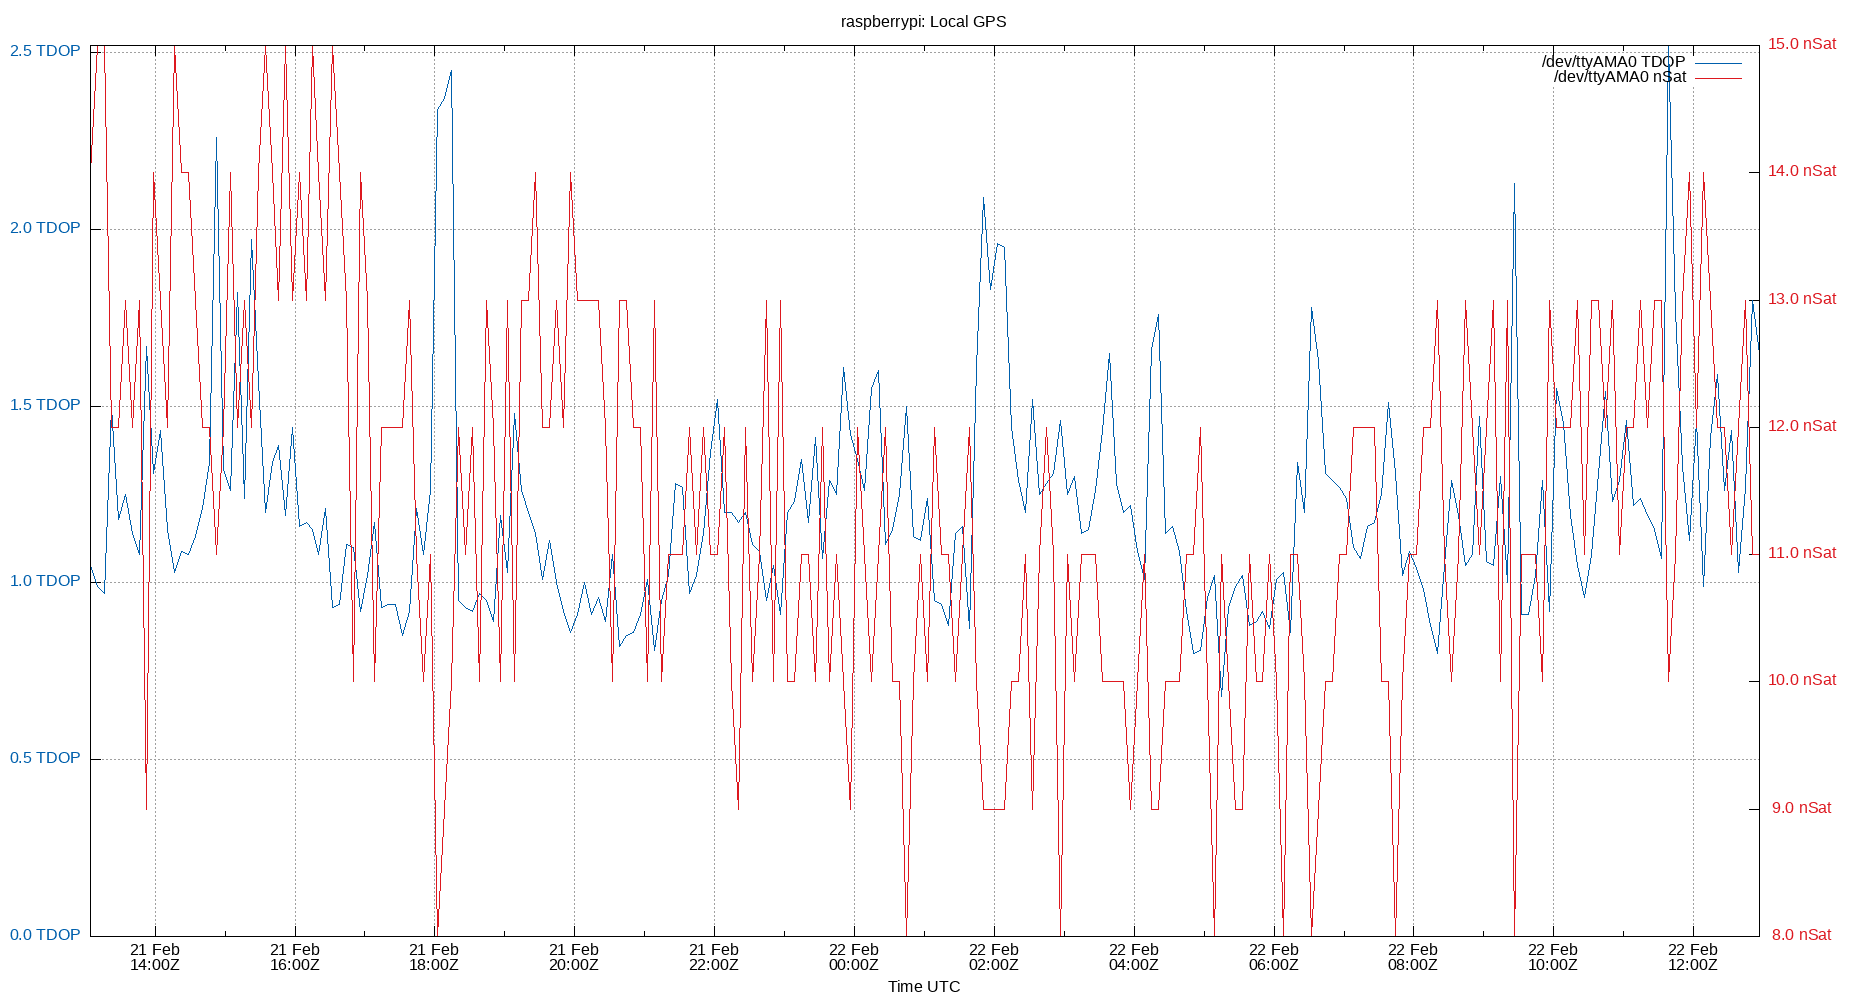 raspberrypi: Local GPS
2.5 TDOP
2.0 TDOP
1.5 TDOP
1.0 TDOP
0.5 TDOP
0.0 TDOP
/dev/ttyAMA0 TDOP
/dev/ttyAMA0 nSat
15.0 nSat
14.0 nSat
13.0 nSat
12.0 nSat
11.0 nSat
10.0 nSat
9.0 nSat
8.0 nSat
21 Feb
14:00Z
21 Feb
16:00Z
21 Feb
18:00Z
21 Feb
20:00Z
21 Feb
22:00Z
22 Feb
00:00Z
22 Feb
02:00Z
22 Feb
04:00Z
22 Feb
06:00Z
22 Feb
08:00Z
22 Feb
10:00Z
22 Feb
12:00Z
Time UTC